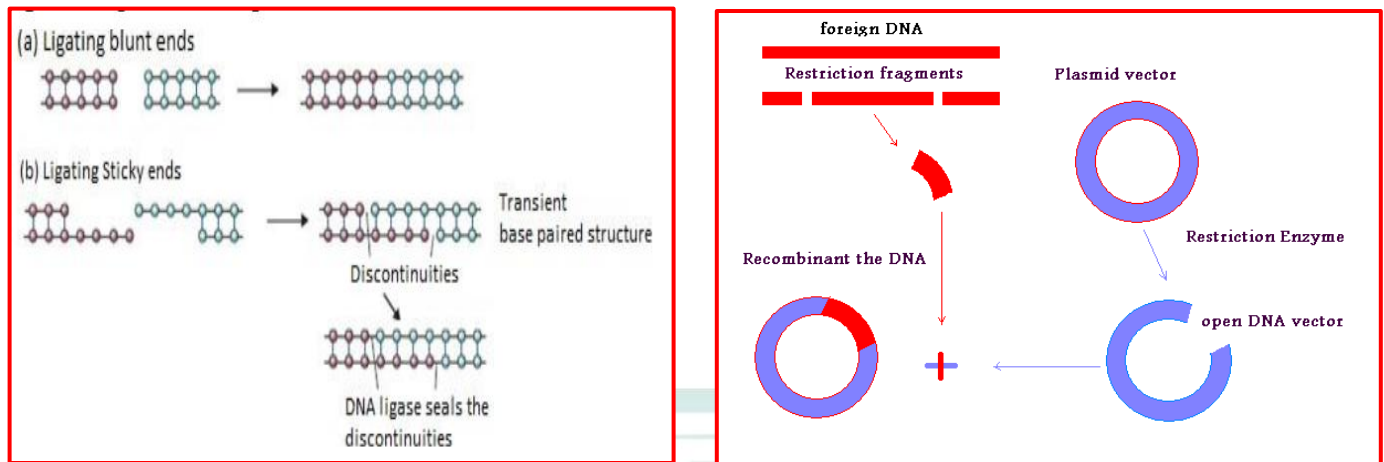 (a) Ligating blunt ends
(b) Ligating Sticky ends
Transient
base paired structure
Discontinuities
DNA ligase seals the
discontinuities
foreign DNA
Restriction fragments
Plasmid vector
Restriction Enzyme
Recombinant the DNA
open DNA vector